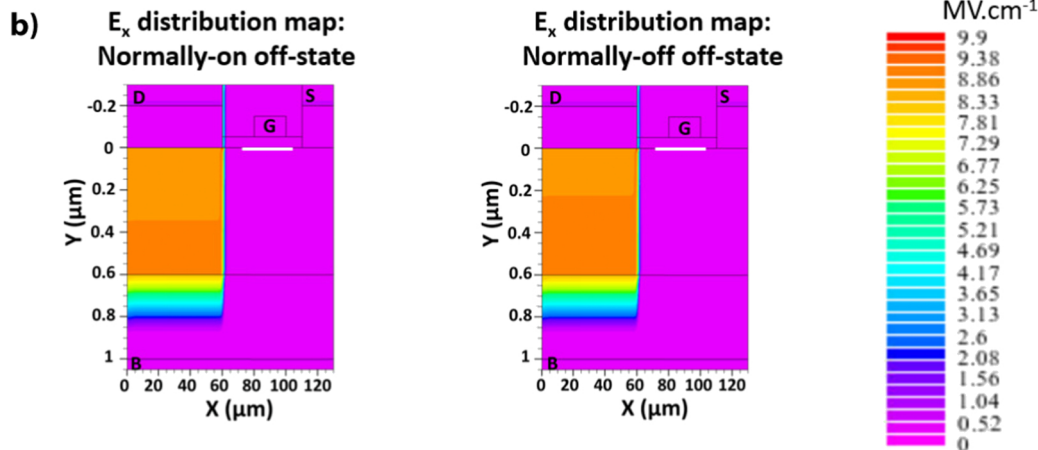 b)
Ex distribution map:
Normally-on off-state
D
S
G
B
-0.2
0
0.2
0.4
0.6
0.8
1
Y (µm)
0 20 40 60 80 100 120
X (µm)
Ex distribution map:
Normally-off off-state
D
S
G
B
-0.2
0
0.2
0.4
0.6
0.8
1
Y (µm)
0 20 40 60 80 100 120
X (µm)
MV.cm-1
9.9
9.38
8.86
8.33
7.81
7.29
6.77
6.25
5.73
5.21
4.69
4.17
3.65
3.13
2.6
2.08
1.56
1.04
0.52
0